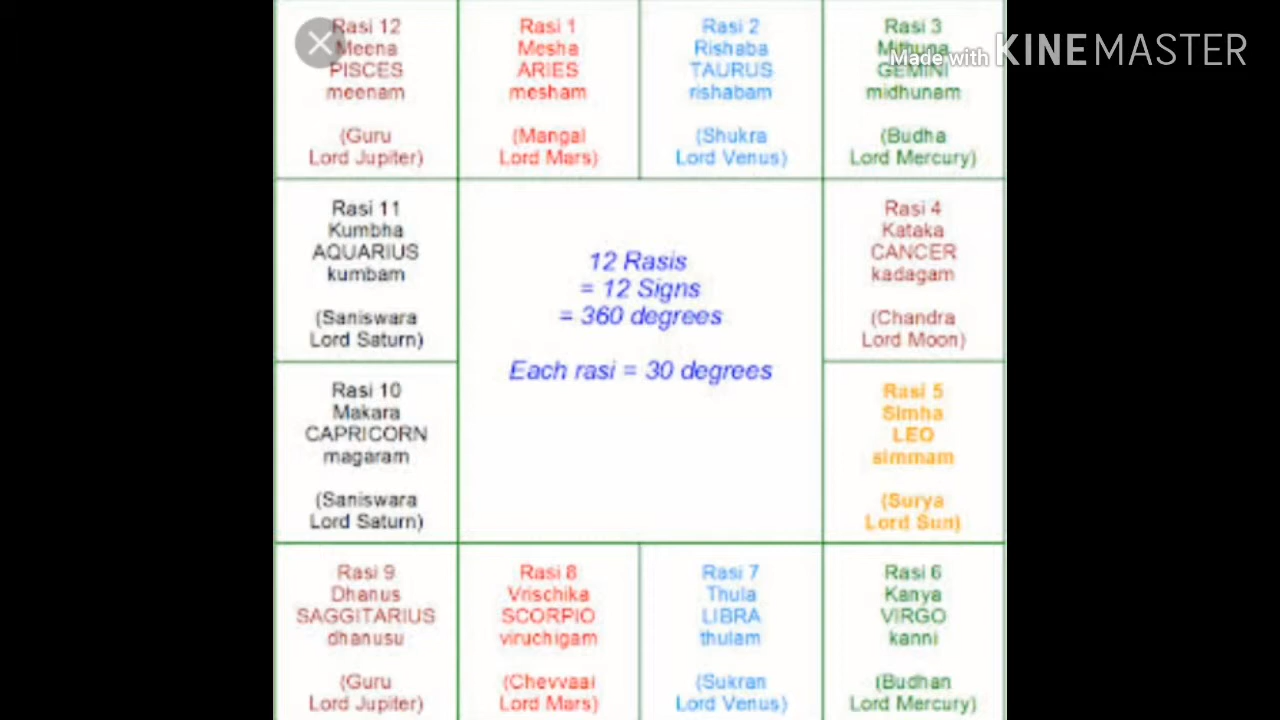 Rasi 12
Meena
PISCES
meenam
(Guru
Lord Jupiter)
Rasi 1
Mesha
ARIES
mesham
(Mangal
Lord Mars)
Rasi 2
Rishaba
TAURUS
rishabam
(Shukra
Lord Venus)
Rasi 3
Mithuna
GEMINI
midhunam
(Budha
Lord Mercury)
Made with KINEMASTER
Rasi 11
Kumbha
AQUARIUS
kumbam
(Saniswara
Lord Saturn)
12 Rasis
= 12 Signs
= 360 degrees
Each rasi = 30 degrees
Rasi 4
Kataka
CANCER
kadagam
(Chandra
Lord Moon)
Rasi 10
Makara
CAPRICORN
magaram
(Saniswara
Lord Saturn)
Rasi 5
Simha
LEO
simmam
(Surya
Lord Sun)
Rasi 9
Dhanus
SAGGITARIUS
dhanusu
(Guru
Lord Jupiter)
Rasi 8
Vrischika
SCORPIO
viruchigam
(Chevvaai
Lord Mars)
Rasi 7
Thula
LIBRA
thulam
(Sukran
Lord Venus)
Rasi 6
Kanya
VIRGO
kanni
(Budhan
Lord Mercury)